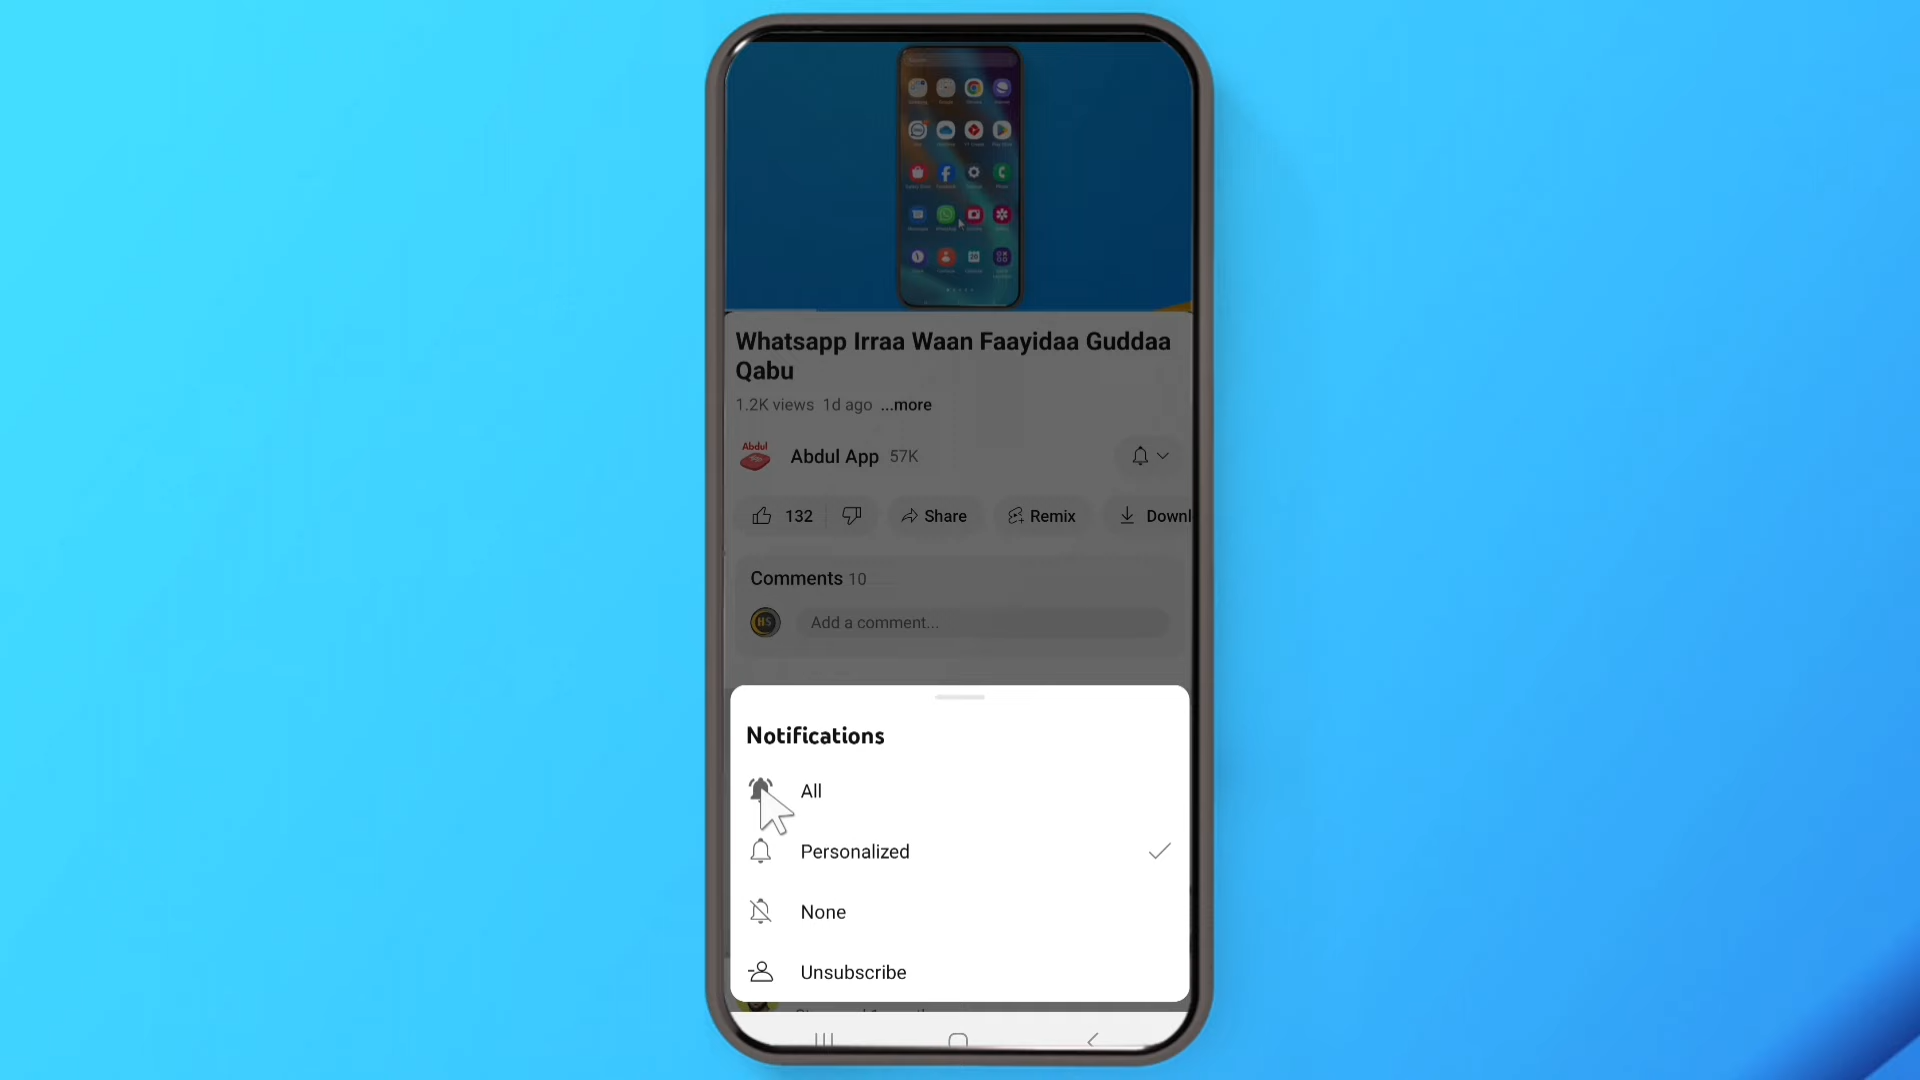 Whatsapp Irraa Waan Faayidaa Guddaa
Qabu
1.2K views 1d ago ...more
Abdul
Abdul App 57K
132 Share Remix Downl
Comments 10
HS
Add a comment...
Notifications
All
Personalized
None
Unsubscribe